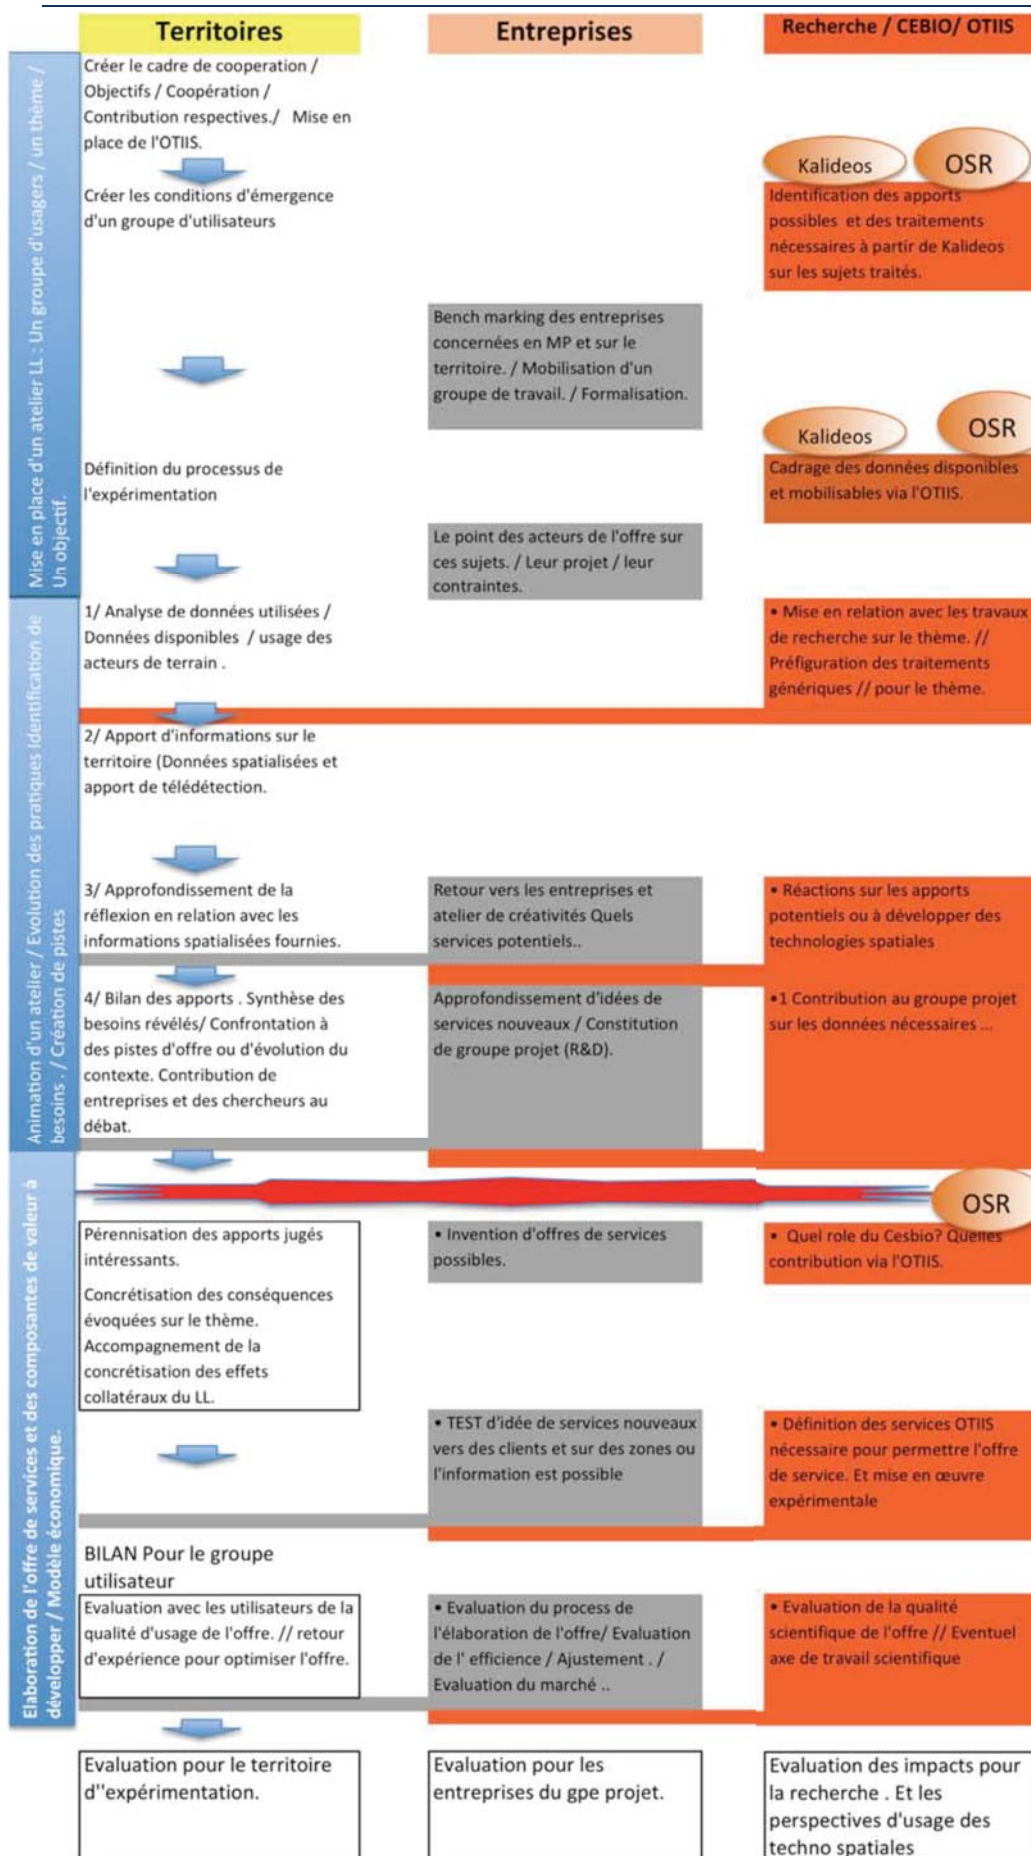 Territoires
Entreprises
Recherche / CEBIO/ OTIIS
Mise en place d'un atelier LL : Un groupe d'usagers / un thème /
Un objectif.
Créer le cadre de cooperation /
Objectifs / Coopération /
Contribution respectives./ Mise en
place de l'OTIIS.
Créer les conditions d'émergence
d'un groupe d'utilisateurs
Kalideos
OSR
Identification des apports
possibles et des traitements
nécessaires à partir de Kalideos
sur les sujets traités.
Bench marking des entreprises
concernées en MP et sur le
territoire. / Mobilisation d'un
groupe de travail. / Formalisation.
Kalideos
OSR
Définition du processus de
l'expérimentation
Cadrage des données disponibles
et mobilisables via l'OTIIS.
Le point des acteurs de l'offre sur
ces sujets. / Leur projet / leur
contraintes.
Animation d'un atelier / Evolution des pratiques Identification de
besoins . / Création de pistes
1/ Analyse de données utilisées /
Données disponibles / usage des
acteurs de terrain .
• Mise en relation avec les travaux
de recherche sur le thème. //
Préfiguration des traitements
génériques // pour le thème.
2/ Apport d'informations sur le
territoire (Données spatialisées et
apport de télédétection.
3/ Approfondissement de la
réflexion en relation avec les
informations spatialisées fournies.
Retour vers les entreprises et
atelier de créativités Quels
services potentiels..
• Réactions sur les apports
potentiels ou à développer des
technologies spatiales
4/ Bilan des apports . Synthèse des
besoins révélés/ Confrontation à
des pistes d'offre ou d'évolution du
contexte. Contribution de
entreprises et des chercheurs au
débat.
Approfondissement d'idées de
services nouveaux / Constitution
de groupe projet (R&D).
•1 Contribution au groupe projet
sur les données nécessaires ...
Elaboration de l'offre de services et des composantes de valeur à
développer / Modèle économique.
OSR
Pérennisation des apports jugés
intéressants.
Concrétisation des conséquences
évoquées sur le thème.
Accompagnement de la
concrétisation des effets
collatéraux du LL.
• Invention d'offres de services
possibles.
• Quel role du Cesbio? Quelles
contribution via l'OTIIS.
• TEST d'idée de services nouveaux
vers des clients et sur des zones ou
l'information est possible
• Définition des services OTIIS
nécessaire pour permettre l'offre
de service. Et mise en œuvre
expérimentale
BILAN Pour le groupe
utilisateur
Evaluation avec les utilisateurs de la
qualité d'usage de l'offre. // retour
d'expérience pour optimiser l'offre.
• Evaluation du process de
l'élaboration de l'offre/ Evaluation
de l' efficience / Ajustement . /
Evaluation du marché ..
• Evaluation de la qualité
scientifique de l'offre // Eventuel
axe de travail scientifique
Evaluation pour le territoire
d''expérimentation.
Evaluation pour les
entreprises du gpe projet.
Evaluation des impacts pour
la recherche . Et les
perspectives d'usage des
techno spatiales